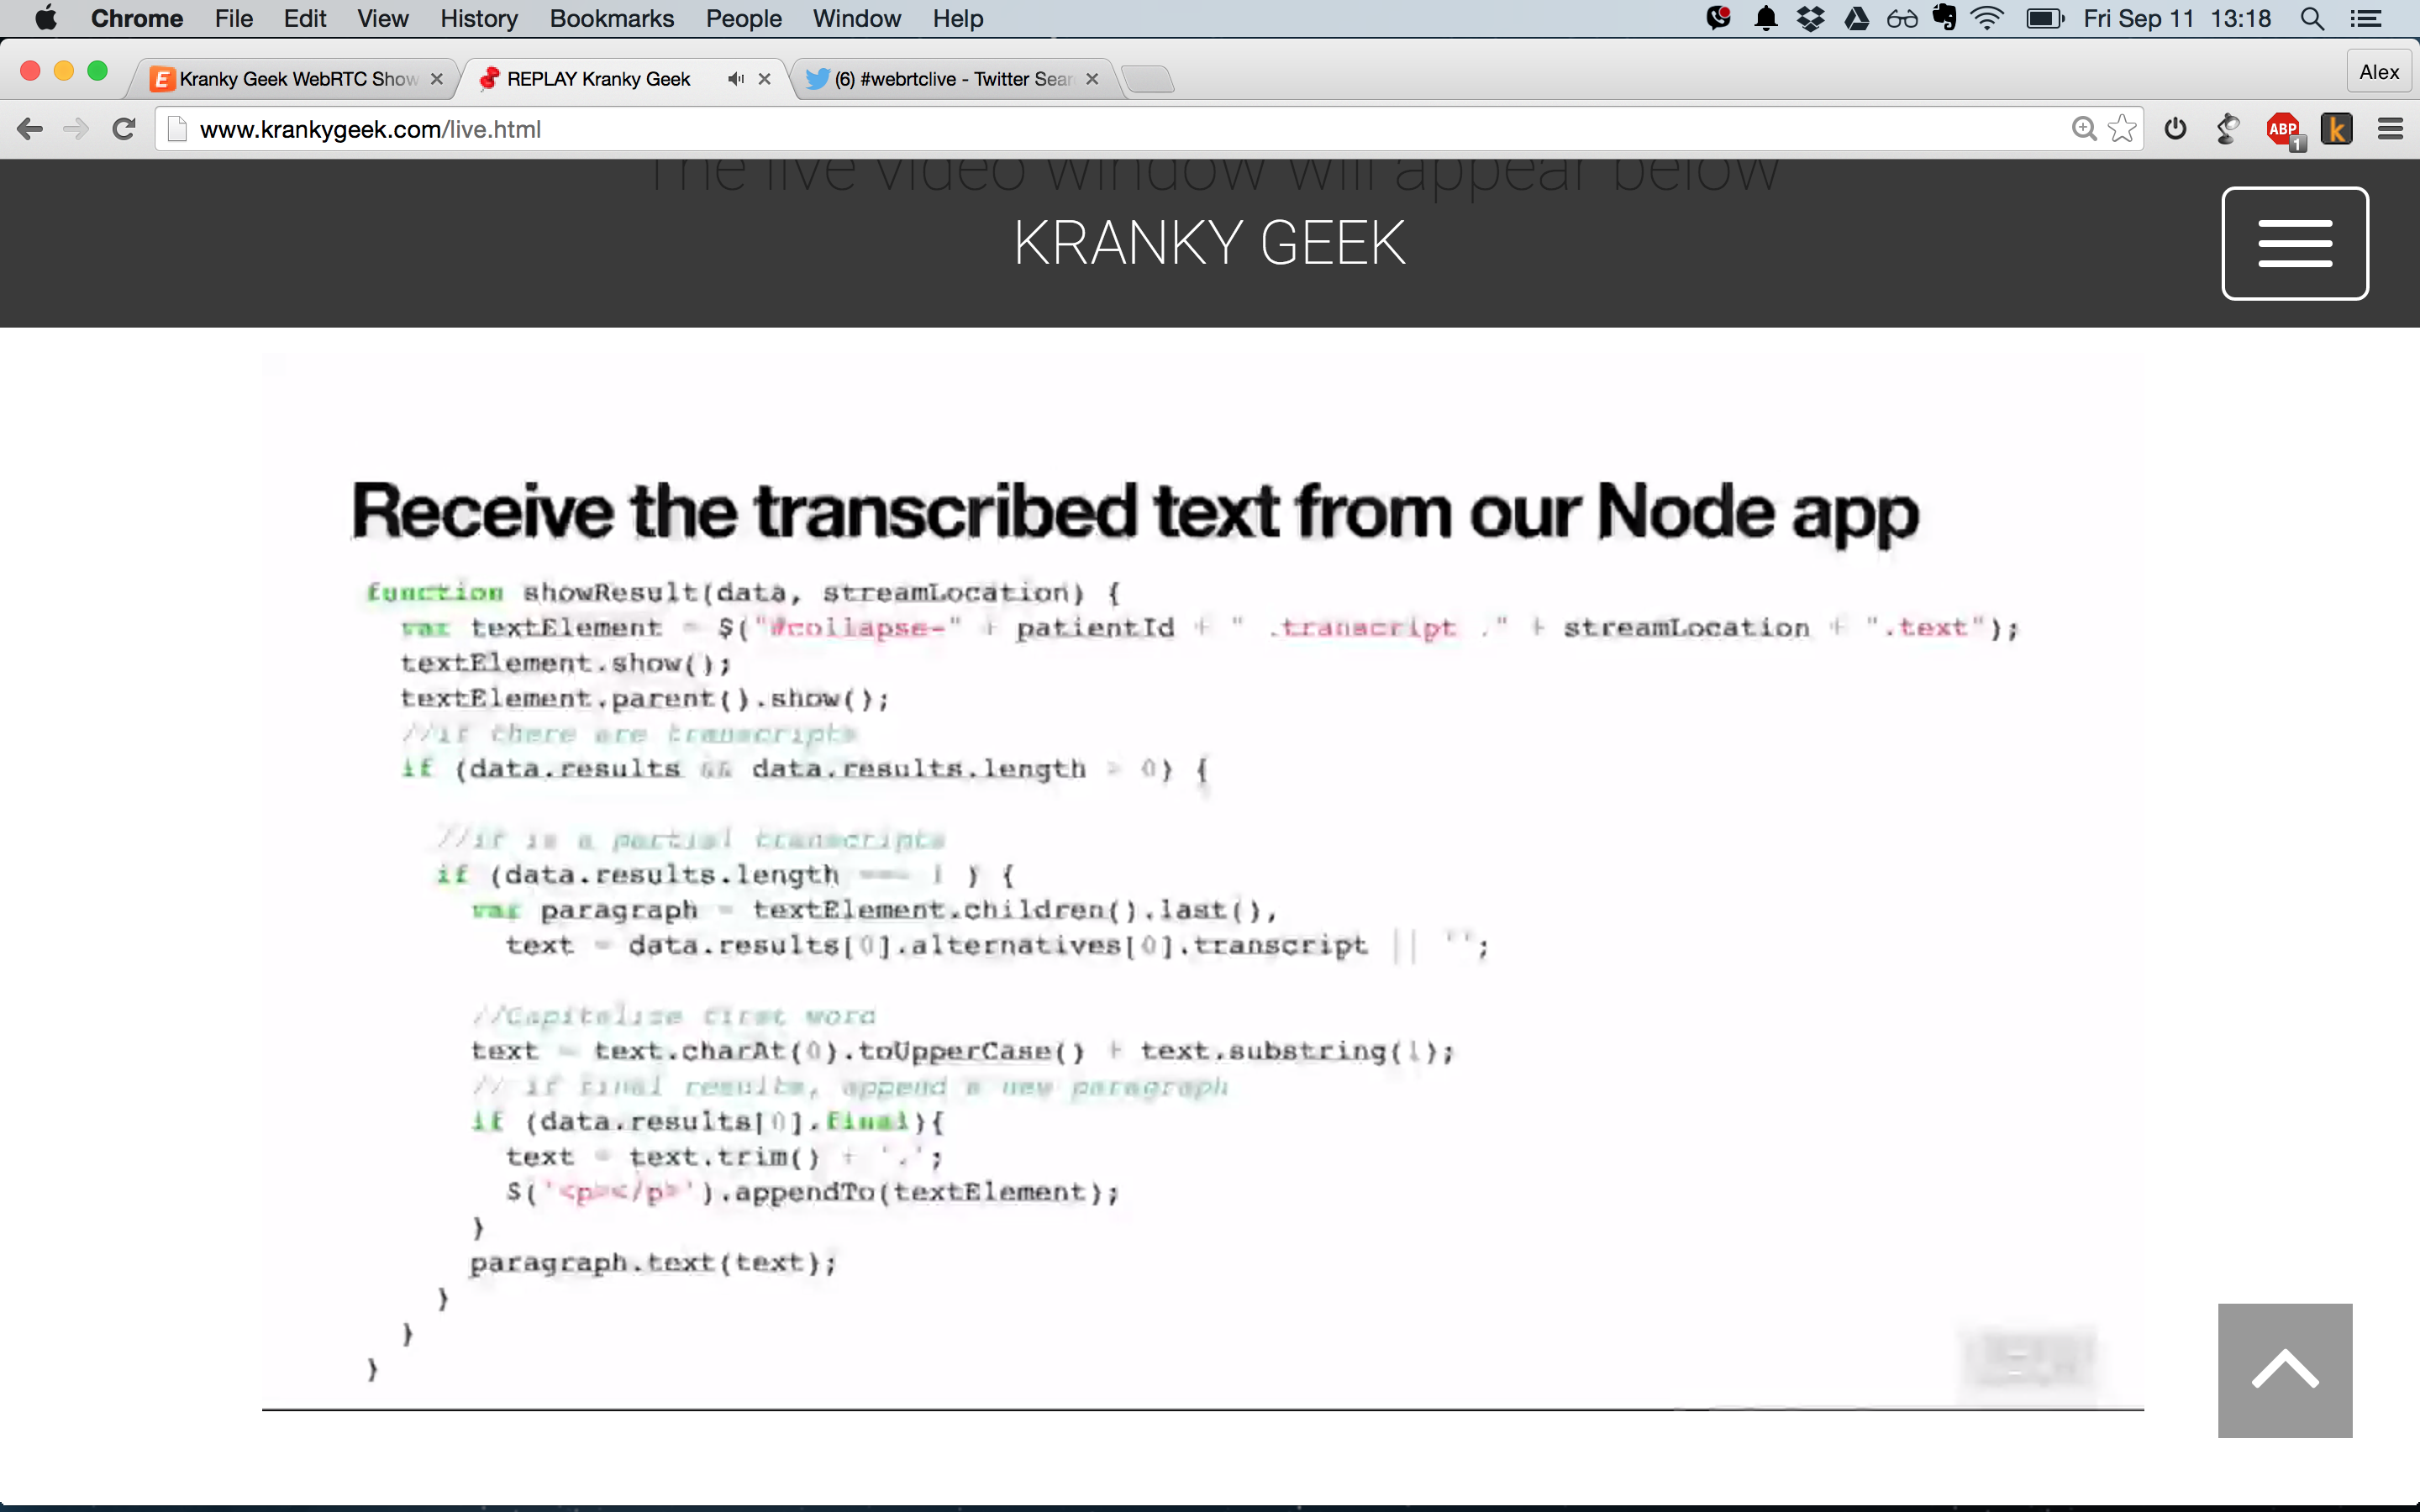 Chrome File Edit View History Bookmarks People Window Help Fri Sep 11 13:18
Kranky Geek WebRTC Show REPLAY Kranky Geek (6) #webrtclive - Twitter Sear Alex
www.krankygeek.com/live.html ABP 1 k
The live video window will appear below
KRANKY GEEK
Receive the transcribed text from our Node app
function showResult(data, streamLocation) {
var textElement = $("#collapse-" + patientId + " .transcript ." + streamLocation + ".text");
textElement.show();
textElement.parent().show();
//if there are transcripts
if (data.results && data.results.length > 0) {
//if is a partial transcripts
if (data.results.length === 1 ) {
var paragraph = textElement.children().last(),
text = data.results[0].alternatives[0].transcript || '';
//Capitalize first word
text = text.charAt(0).toUpperCase() + text.substring(1);
// if final results, append a new paragraph
if (data.results[0].final){
text = text.trim() + '.';
$('<p></p>').appendTo(textElement);
}
paragraph.text(text);
}
}
}